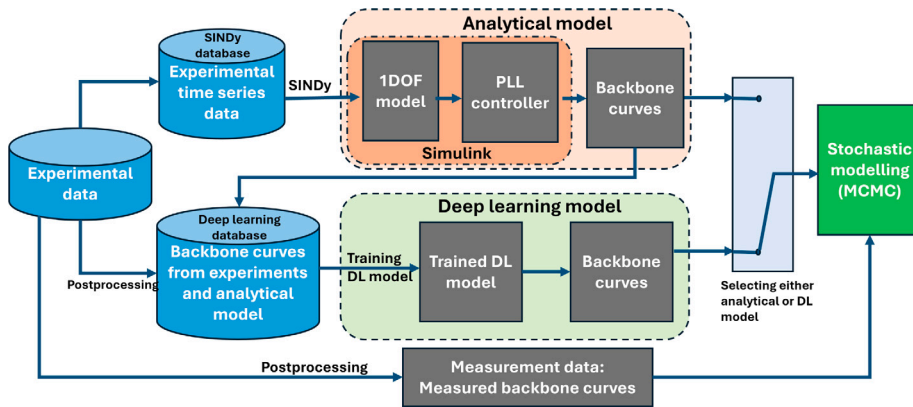 Analytical model
SINDy
database
Experimental
time series
data
SINDy
1DOF
model
PLL
controller
Backbone
curves
Simulink
Experimental
data
Stochastic
modelling
(MCMC)
Deep learning
database
Backbone curves
from experiments
and analytical
model
Deep learning model
Training
DL model
Trained DL
model
Backbone
curves
Postprocessing
Selecting either
analytical or DL
model
Postprocessing
Measurement data:
Measured backbone curves